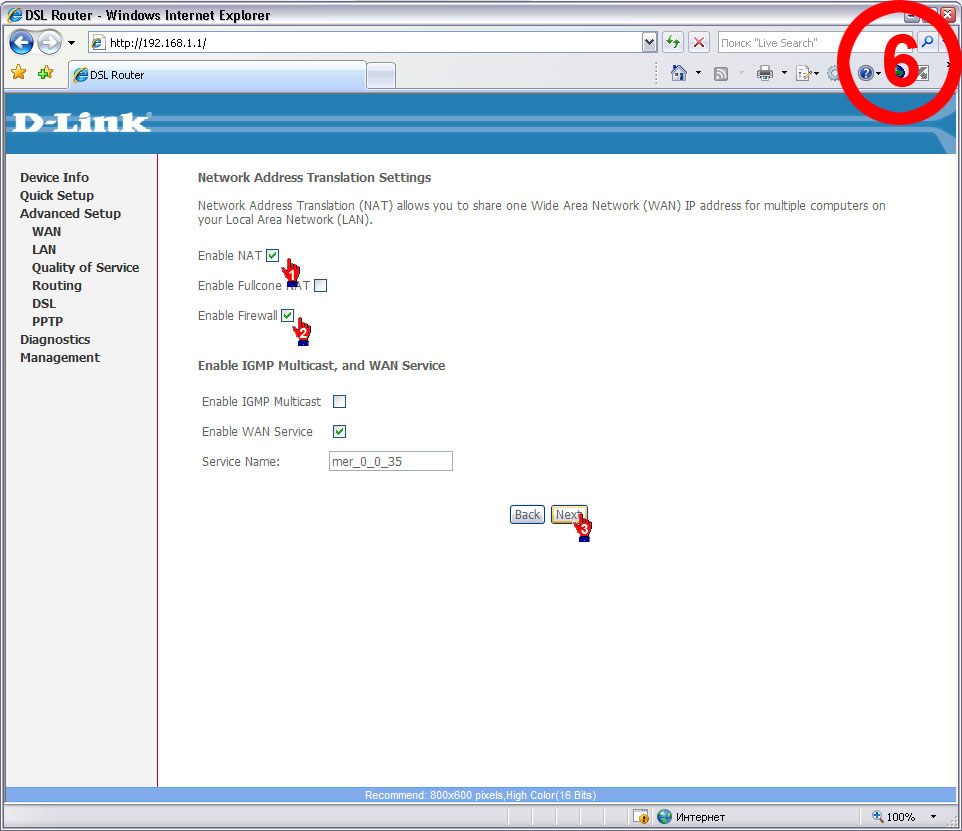 DSL Router - Windows Internet Explorer
6
http://192.168.1.1/
Поиск "Live Search"
DSL Router
D-Link
Device Info
Quick Setup
Advanced Setup
WAN
LAN
Quality of Service
Routing
DSL
PPTP
Diagnostics
Management
Network Address Translation Settings
Network Address Translation (NAT) allows you to share one Wide Area Network (WAN) IP address for multiple computers on
your Local Area Network (LAN).
Enable NAT
1
Enable Fullcone NAT
Enable Firewall
2
Enable IGMP Multicast, and WAN Service
Enable IGMP Multicast
Enable WAN Service
Service Name: mer_0_0_35
Back Next
3
Recommend: 800x600 pixels,High Color(16 Bits)
Интернет 100%